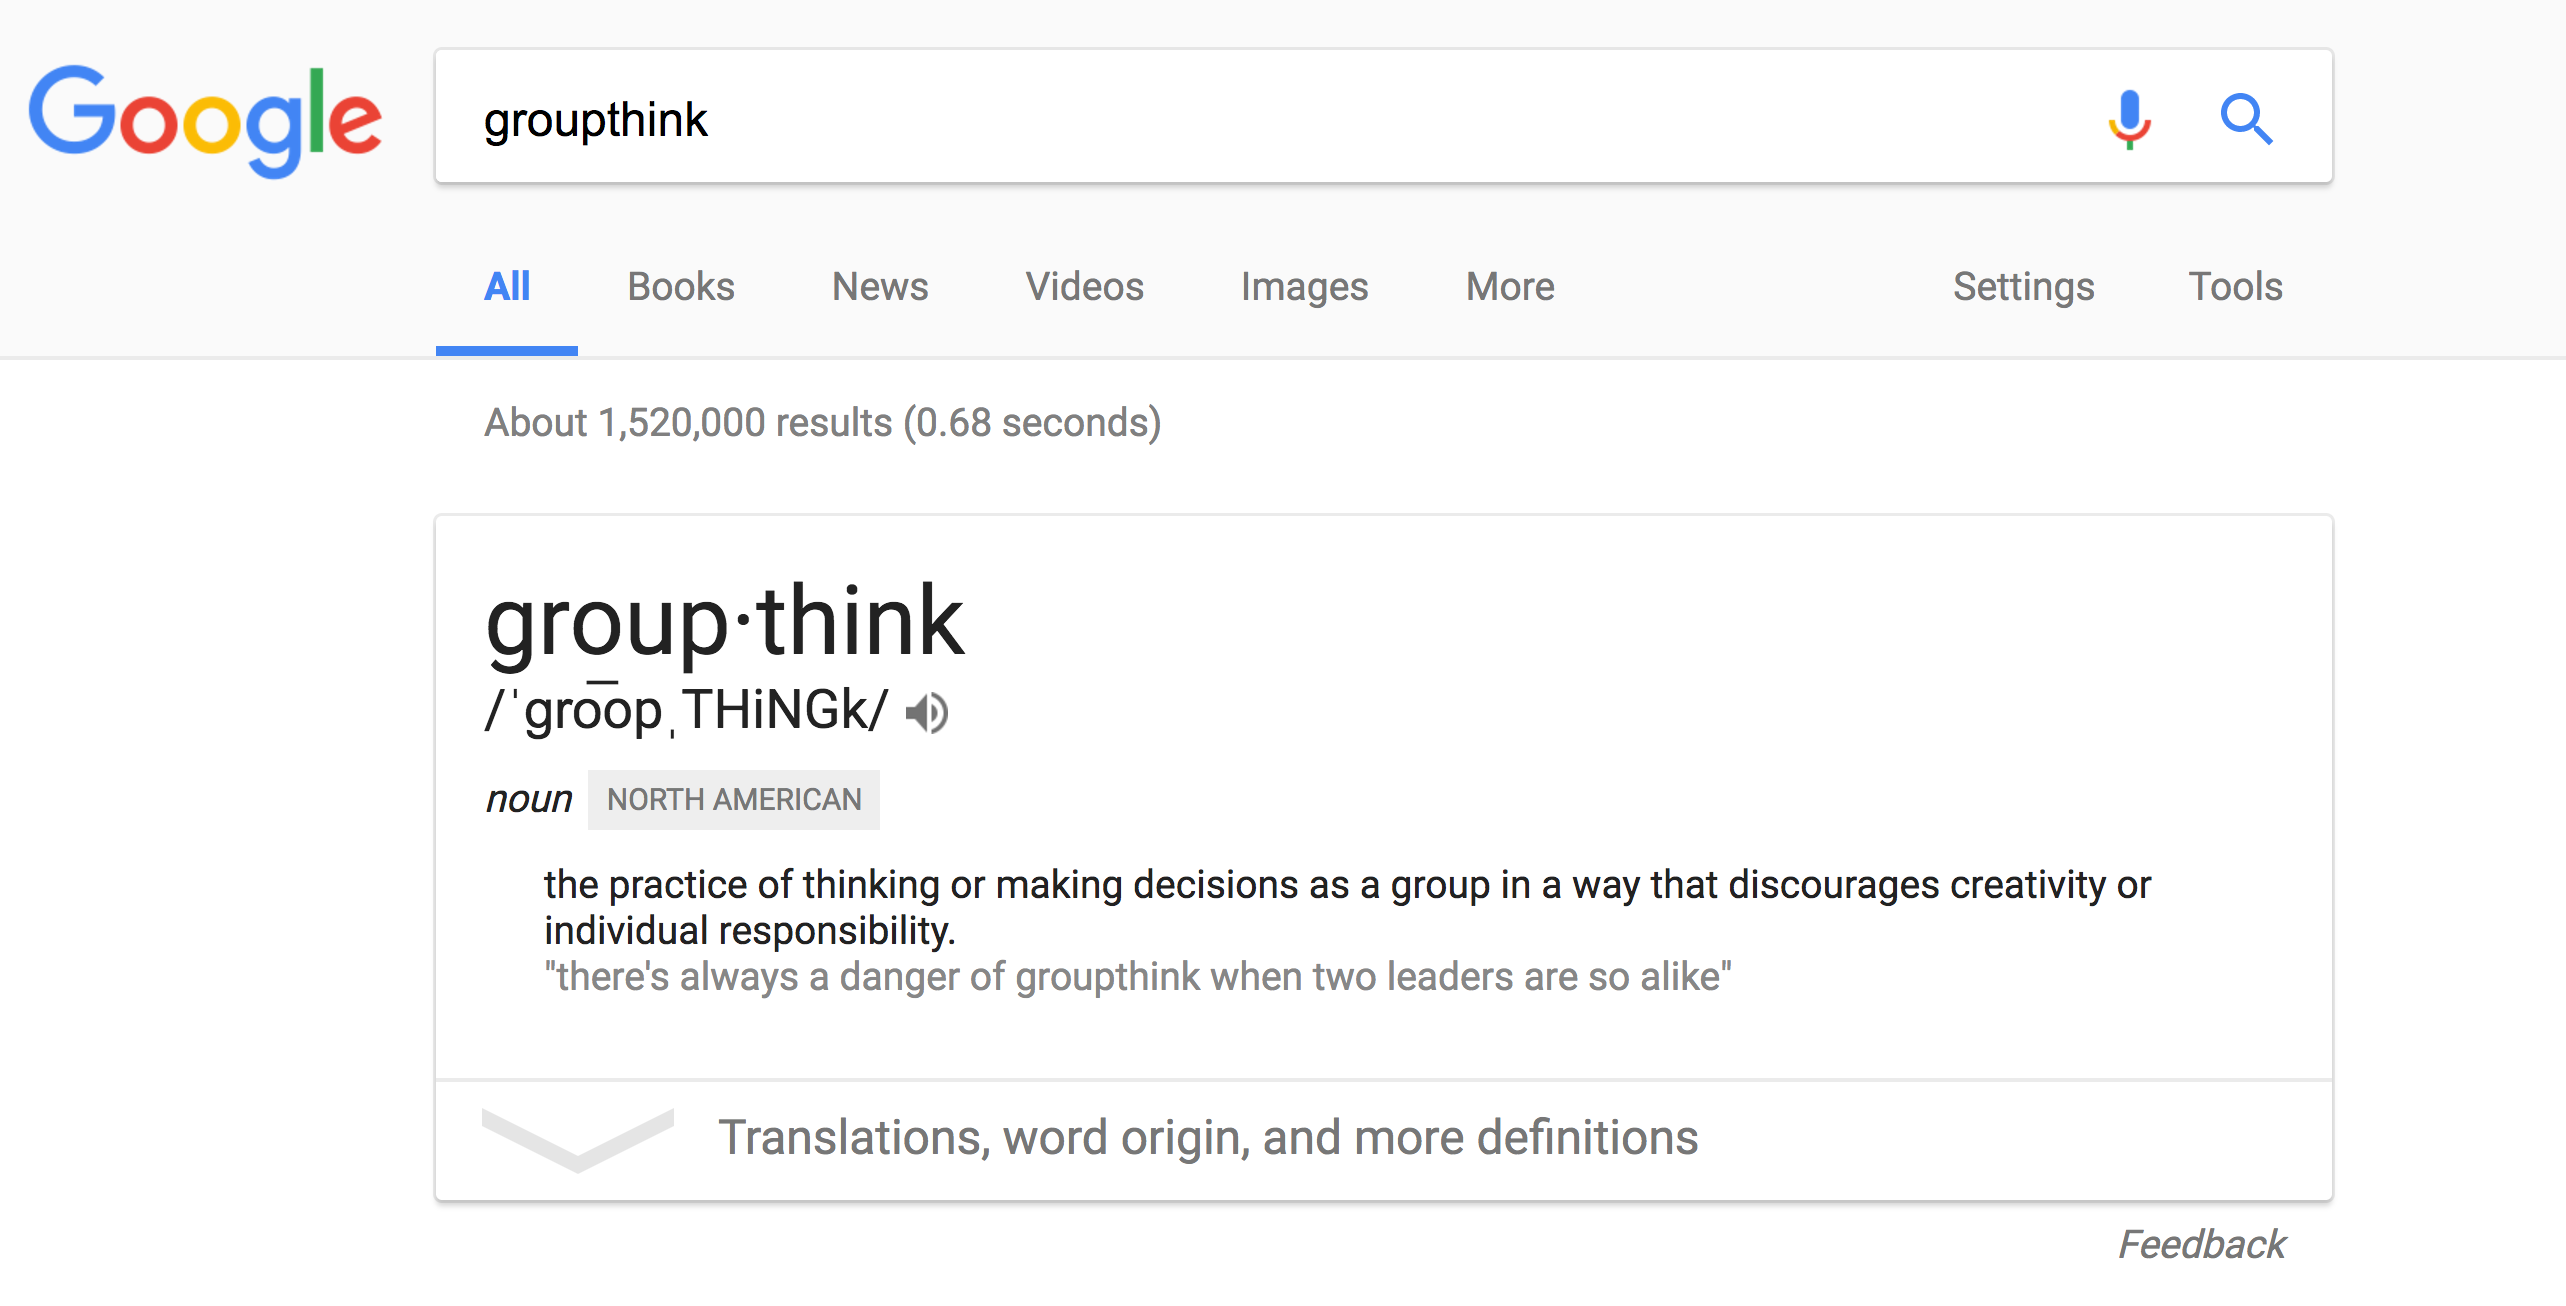 Google
groupthink
All Books News Videos Images More Settings Tools
About 1,520,000 results (0.68 seconds)
group·think
/ˈgro͞opˌTHiNGk/
noun NORTH AMERICAN
the practice of thinking or making decisions as a group in a way that discourages creativity or
individual responsibility.
"there's always a danger of groupthink when two leaders are so alike"
Translations, word origin, and more definitions
Feedback